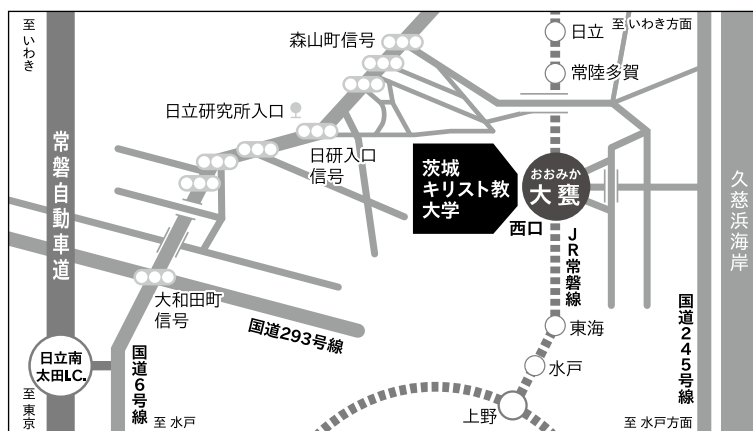 至いわき
常磐自動車道
日立南
太田I.C.
至東京
森山町信号
日立研究所入口
日研入口
信号
大和田町
信号
国道293号線
国道6号線
至 水戸
茨城
キリスト教
大学
日立
至 いわき方面
常陸多賀
おおみか
大甕
西口
JR常磐線
東海
水戸
上野
国道245号線
至 水戸方面
久慈浜海岸